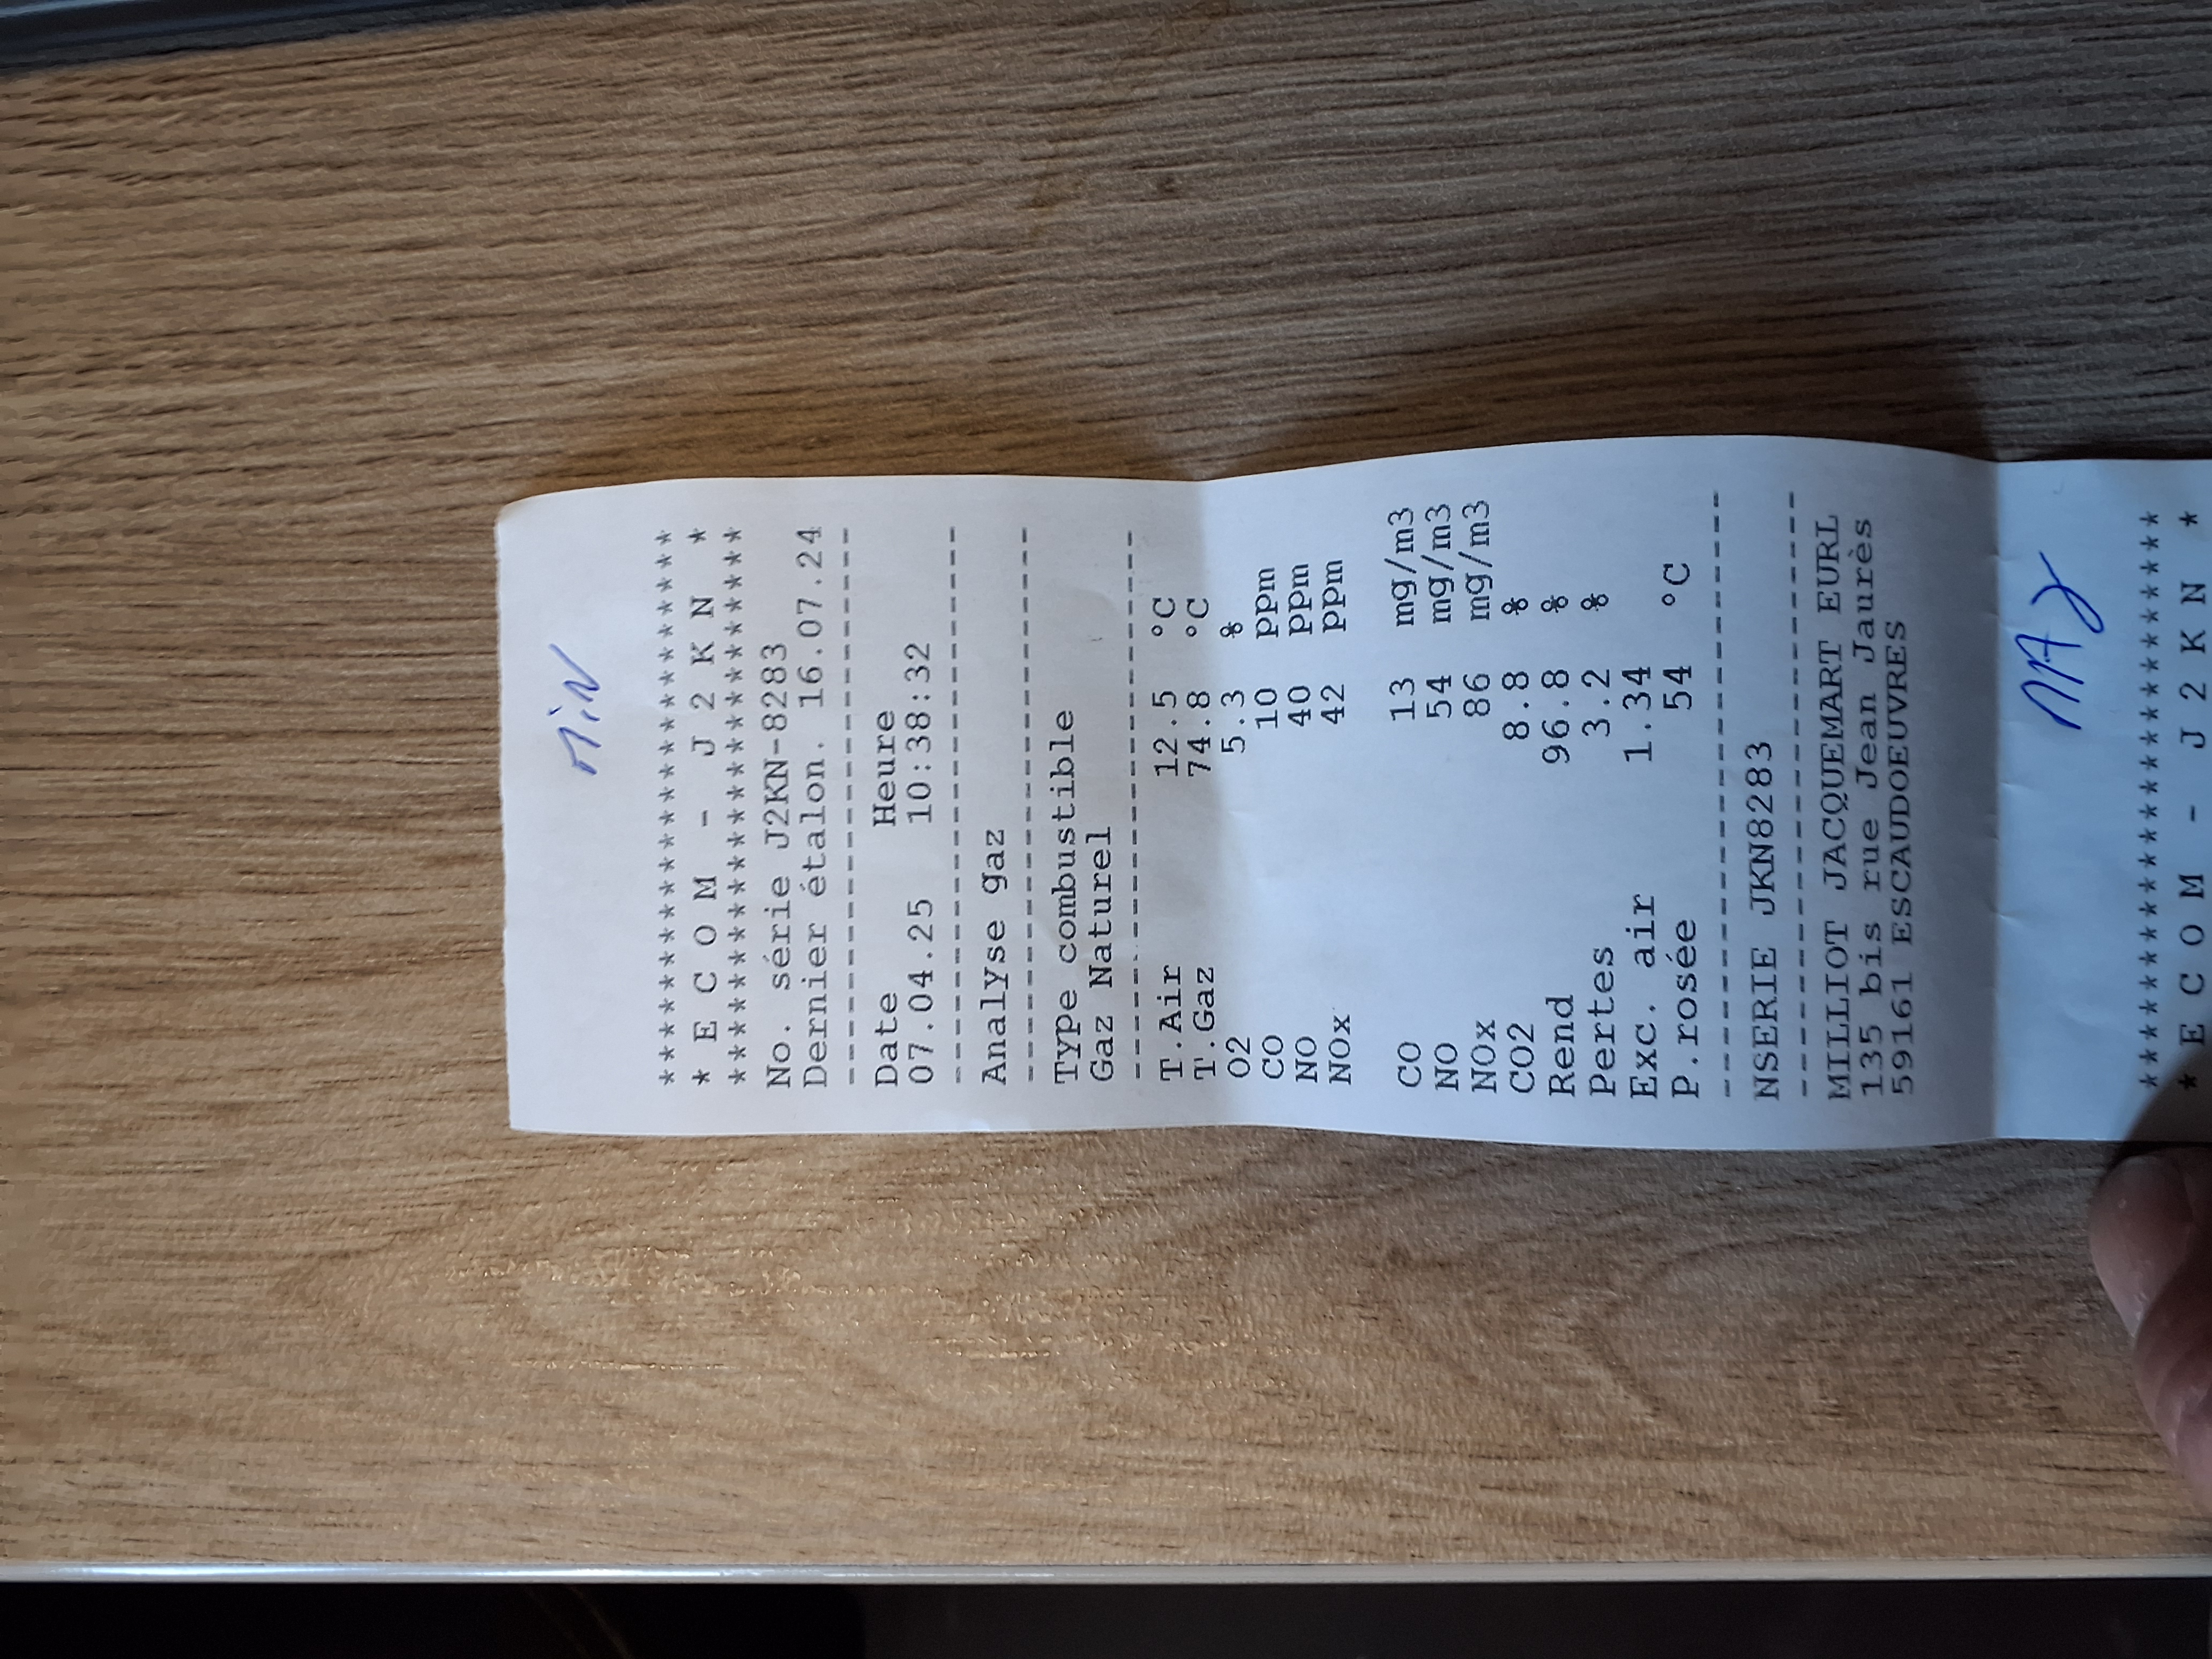 MiN
***********************
* E C O M - J 2 K N *
***********************
No. série J2KN-8283
Dernier étalon. 16.07.24
------------------------
Date Heure
07.04.25 10:38:32
------------------------
Analyse gaz
------------------------
Type combustible
Gaz Naturel
------------------------
T.Air 12.5 °C
T.Gaz 74.8 °C
O2 5.3 %
CO 10 ppm
NO 40 ppm
NOx 42 ppm
CO 13 mg/m3
NO 54 mg/m3
NOx 86 mg/m3
CO2 8.8 %
Rend 96.8 %
Pertes 3.2 %
Exc. air 1.34
P.rosée 54 °C
------------------------
NSERIE JKN8283
------------------------
MILLIOT JACQUEMART EURL
135 bis rue Jean Jaurès
59161 ESCAUDOEUVRES
MAX
***********************
* E C O M - J 2 K N *